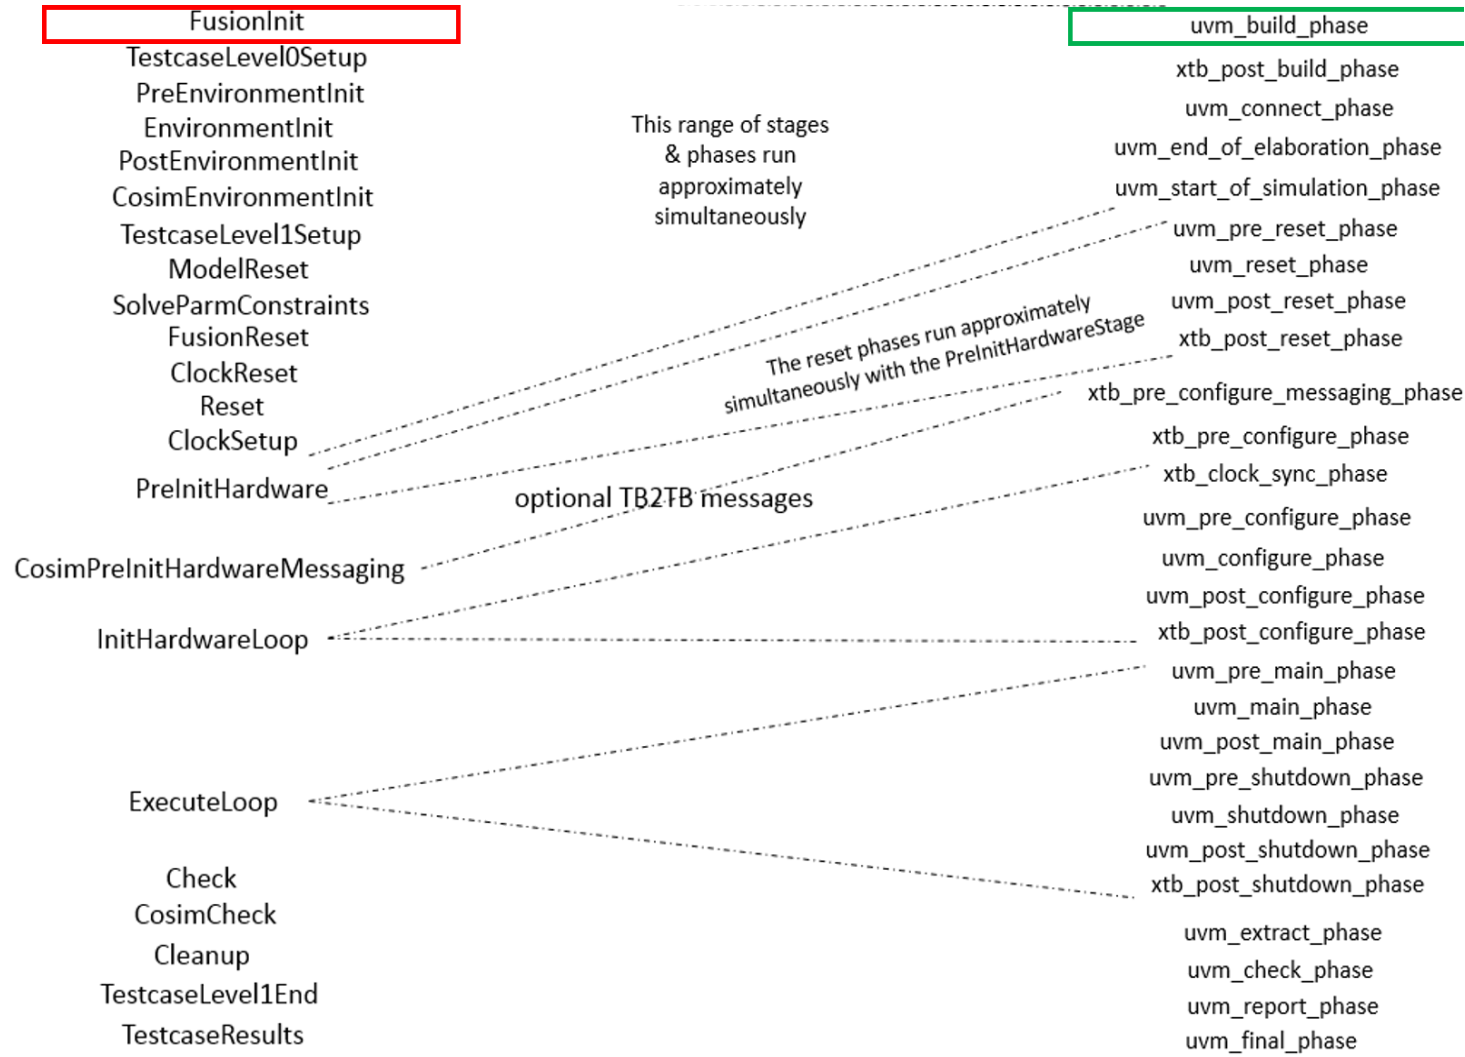 FusionInit
TestcaseLevel0Setup
PreEnvironmentInit
EnvironmentInit
PostEnvironmentInit
CosimEnvironmentInit
TestcaseLevel1Setup
ModelReset
SolveParmConstraints
FusionReset
ClockReset
Reset
ClockSetup
PreInitHardware
CosimPreInitHardwareMessaging
InitHardwareLoop
ExecuteLoop
Check
CosimCheck
Cleanup
TestcaseLevel1End
TestcaseResults
This range of stages
& phases run
approximately
simultaneously
The reset phases run approximately
simultaneously with the PreInitHardwareStage
optional TB2TB messages
uvm_build_phase
xtb_post_build_phase
uvm_connect_phase
uvm_end_of_elaboration_phase
uvm_start_of_simulation_phase
uvm_pre_reset_phase
uvm_reset_phase
uvm_post_reset_phase
xtb_post_reset_phase
xtb_pre_configure_messaging_phase
xtb_pre_configure_phase
xtb_clock_sync_phase
uvm_pre_configure_phase
uvm_configure_phase
uvm_post_configure_phase
xtb_post_configure_phase
uvm_pre_main_phase
uvm_main_phase
uvm_post_main_phase
uvm_pre_shutdown_phase
uvm_shutdown_phase
uvm_post_shutdown_phase
xtb_post_shutdown_phase
uvm_extract_phase
uvm_check_phase
uvm_report_phase
uvm_final_phase